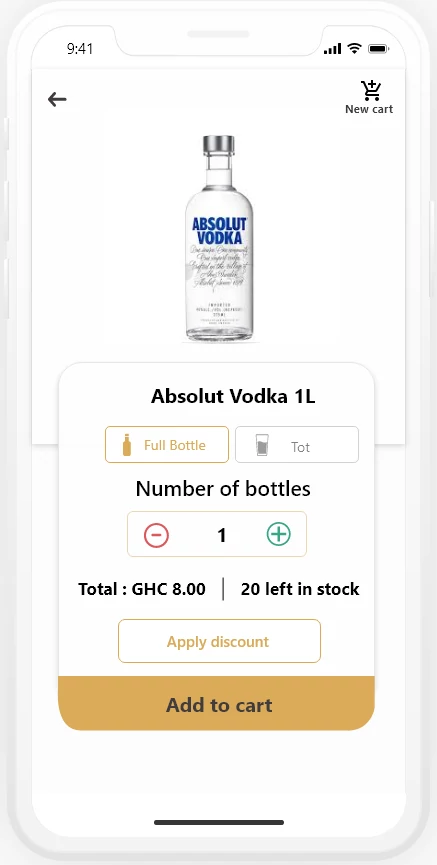 9:41
New cart
ABSOLUT
VODKA
IMPORTED
Absolut Vodka 1L
Full Bottle
Tot
Number of bottles
1
Total : GHC 8.00 | 20 left in stock
Apply discount
Add to cart